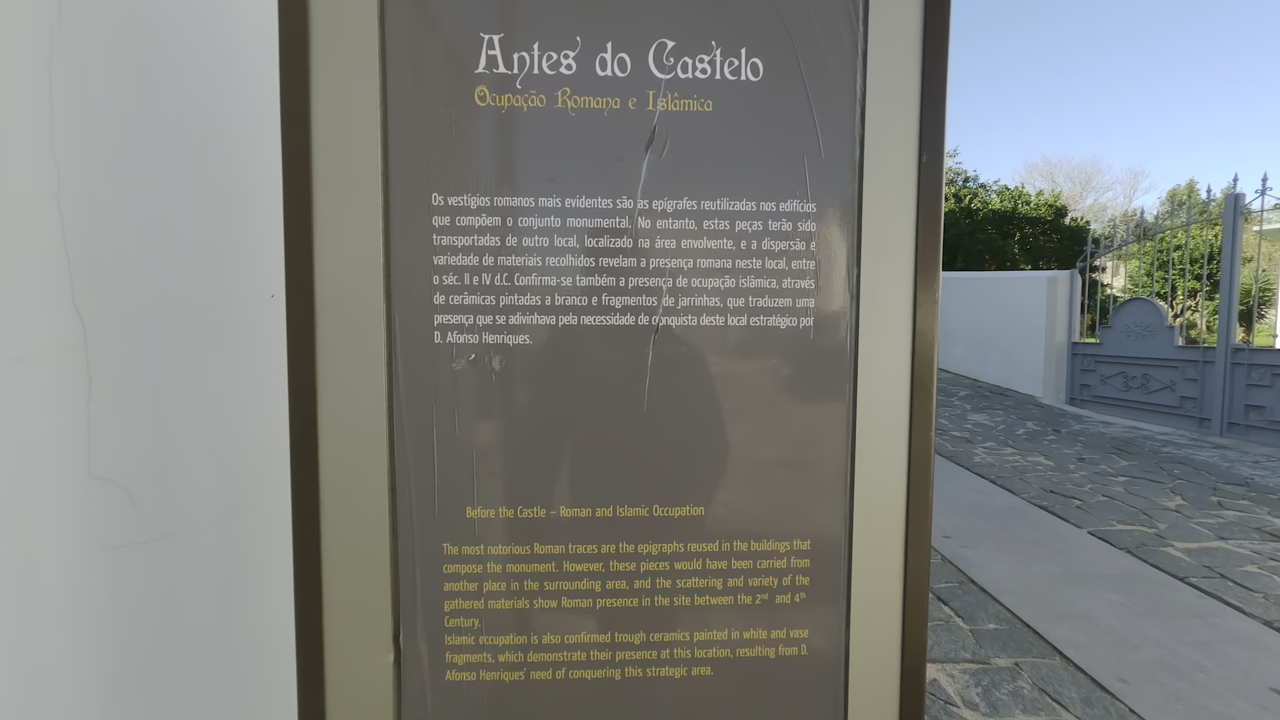 Antes do Castelo
Ocupação Romana e Islâmica
Os vestígios romanos mais evidentes são as epígrafes reutilizadas nos edifícios
que compõem o conjunto monumental. No entanto, estas peças terão sido
transportadas de outro local, localizado na área envolvente, e a dispersão e
variedade de materiais recolhidos revelam a presença romana neste local, entre
o séc. II e IV d.C. Confirma-se também a presença de ocupação islâmica, através
de cerâmicas pintadas a branco e fragmentos de jarrinhas, que traduzem uma
presença que se adivinhava pela necessidade de conquista deste local estratégico por
D. Afonso Henriques.
Before the Castle – Roman and Islamic Occupation
The most notorious Roman traces are the epigraphs reused in the buildings that
compose the monument. However, these pieces would have been carried from
another place in the surrounding area, and the scattering and variety of the
gathered materials show Roman presence in the site between the 2nd and 4th
Century.
Islamic occupation is also confirmed trough ceramics painted in white and vase
fragments, which demonstrate their presence at this location, resulting from D.
Afonso Henriques' need of conquering this strategic area.